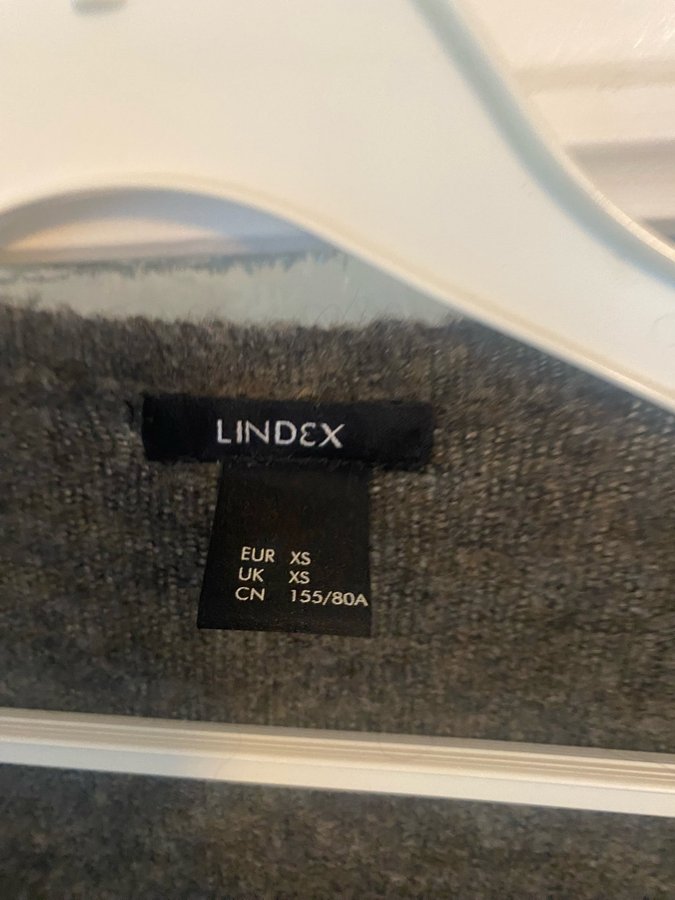 LINDEX
EUR XS
UK XS
CN 155/80A